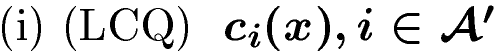 (i) (LCQ) cᵢ(x), i ∈ 𝒜′